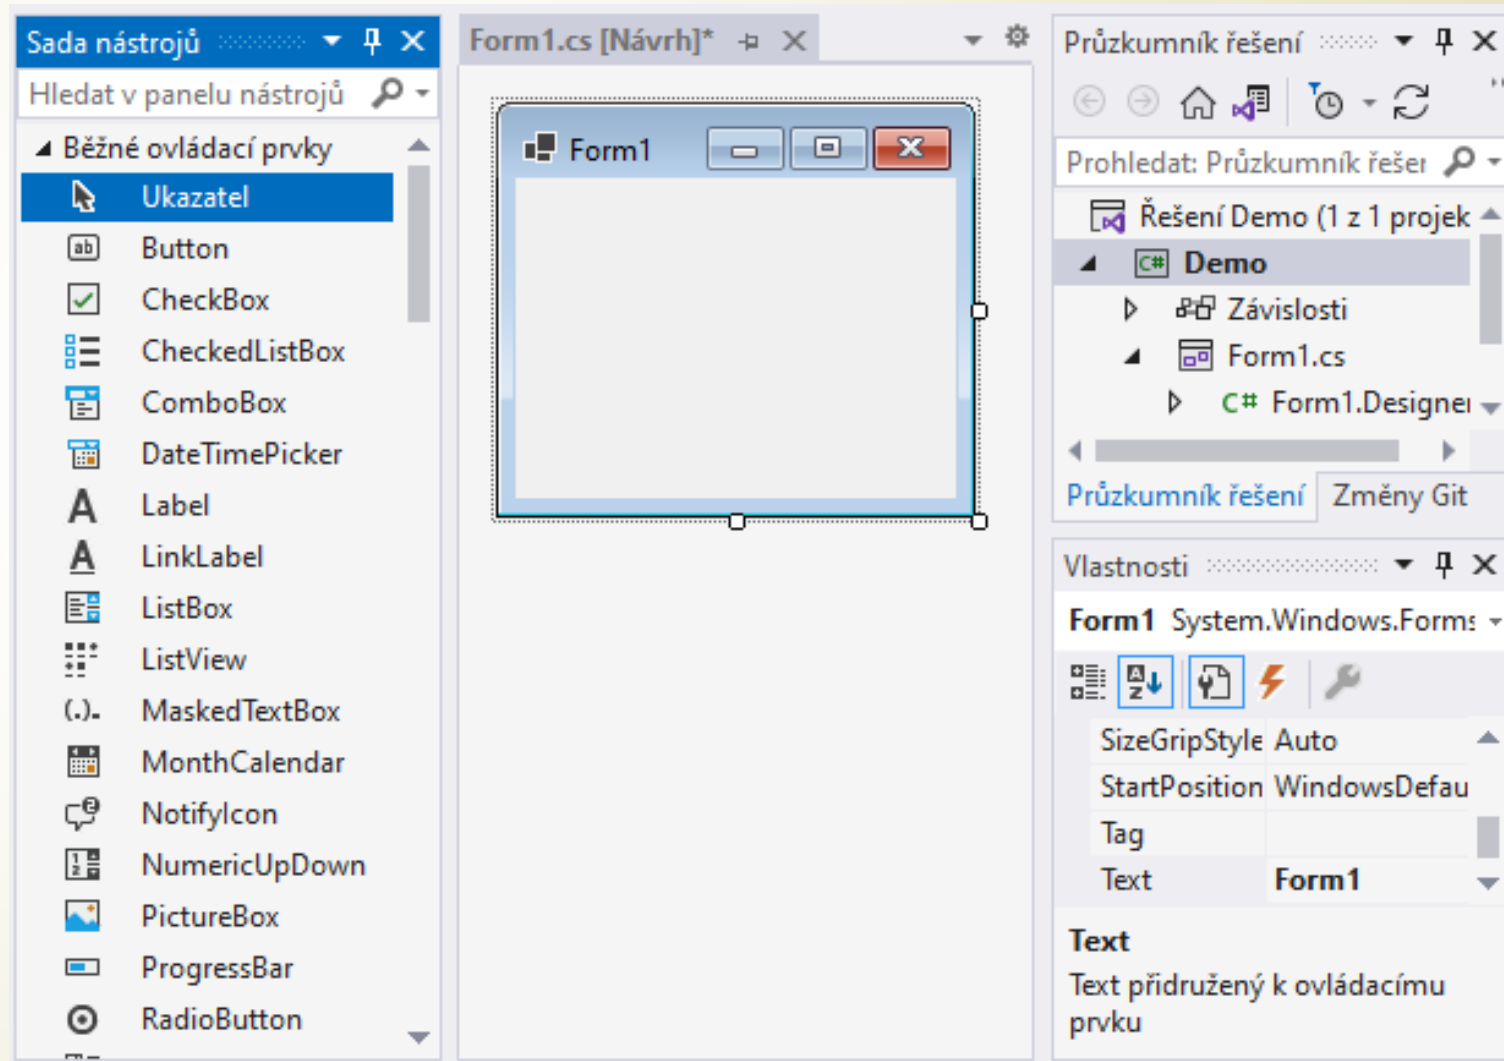 Sada nástrojů
Hledat v panelu nástrojů
Běžné ovládací prvky
Ukazatel
Button
CheckBox
CheckedListBox
ComboBox
DateTimePicker
Label
LinkLabel
ListBox
ListView
MaskedTextBox
MonthCalendar
NotifyIcon
NumericUpDown
PictureBox
ProgressBar
RadioButton
Form1.cs [Návrh]*
Form1
Průzkumník řešení
Prohledat: Průzkumník řešer
Řešení Demo (1 z 1 projek
C# Demo
Závislosti
Form1.cs
C# Form1.Designer
Průzkumník řešení Změny Git
Vlastnosti
Form1 System.Windows.Forms
SizeGripStyle Auto
StartPosition WindowsDefau
Tag
Text Form1
Text
Text přidružený k ovládacímu
prvku